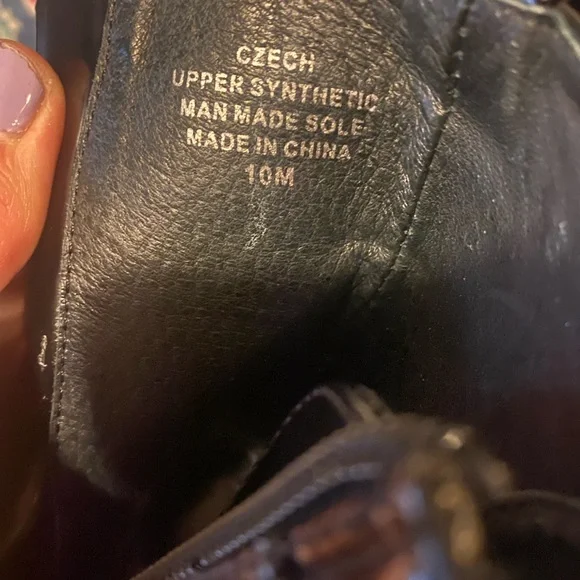 CZECH
UPPER SYNTHETIC
MAN MADE SOLE
MADE IN CHINA
10M